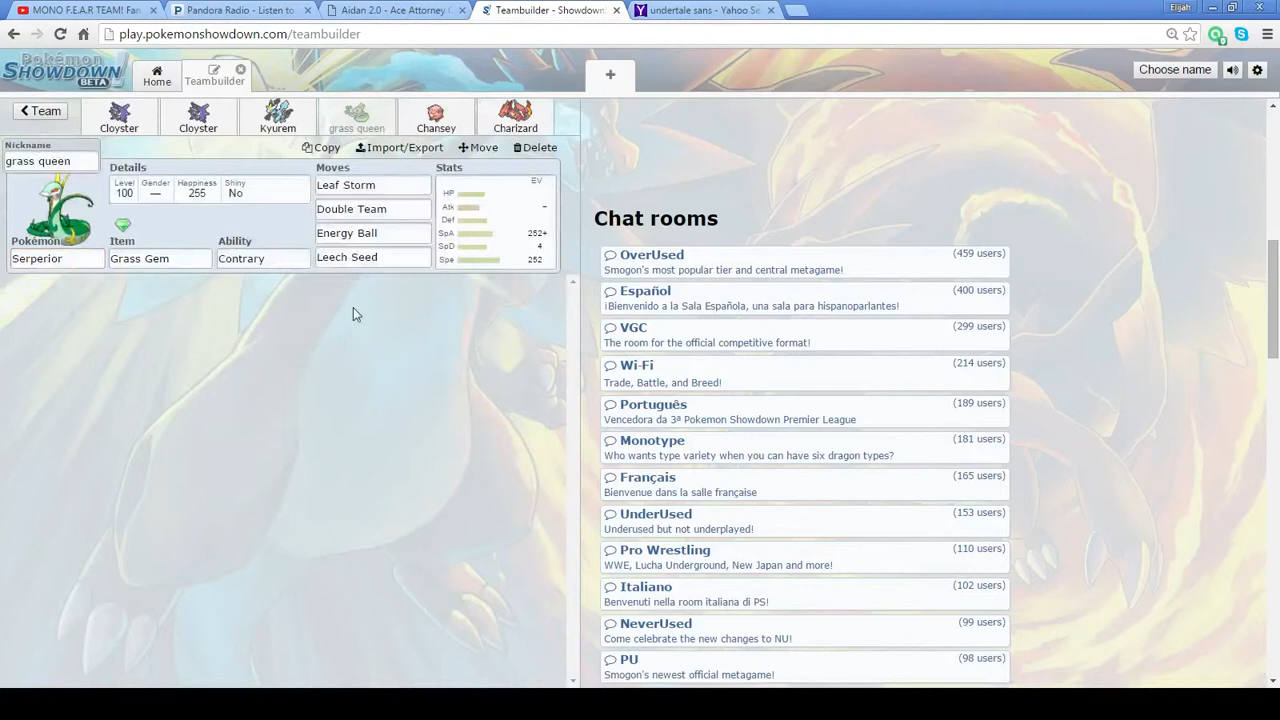 MONO F.E.A.R TEAM! Fan
Pandora Radio - Listen to
Aidan 2.0 - Ace Attorney C
Teambuilder - Showdown
undertale sans - Yahoo Se
Elijah
play.pokemonshowdown.com/teambuilder
Pokémon
SHOWDOWN
BETA
Home
Teambuilder
+
Choose name
Team
Cloyster
Cloyster
Kyurem
grass queen
Chansey
Charizard
Copy
Import/Export
Move
Delete
Nickname
grass queen
Details
Level
100
Gender
—
Happiness
255
Shiny
No
Pokémon
Serperior
Item
Grass Gem
Ability
Contrary
Moves
Leaf Storm
Double Team
Energy Ball
Leech Seed
Stats
EV
HP
Atk –
Def
SpA 252+
SpD 4
Spe 252
Chat rooms
OverUsed (459 users)
Smogon's most popular tier and central metagame!
Español (400 users)
¡Bienvenido a la Sala Española, una sala para hispanoparlantes!
VGC (299 users)
The room for the official competitive format!
Wi-Fi (214 users)
Trade, Battle, and Breed!
Português (189 users)
Vencedora da 3ª Pokemon Showdown Premier League
Monotype (181 users)
Who wants type variety when you can have six dragon types?
Français (165 users)
Bienvenue dans la salle française
UnderUsed (153 users)
Underused but not underplayed!
Pro Wrestling (110 users)
WWE, Lucha Underground, New Japan and more!
Italiano (102 users)
Benvenuti nella room italiana di PS!
NeverUsed (99 users)
Come celebrate the new changes to NU!
PU (98 users)
Smogon's newest official metagame!